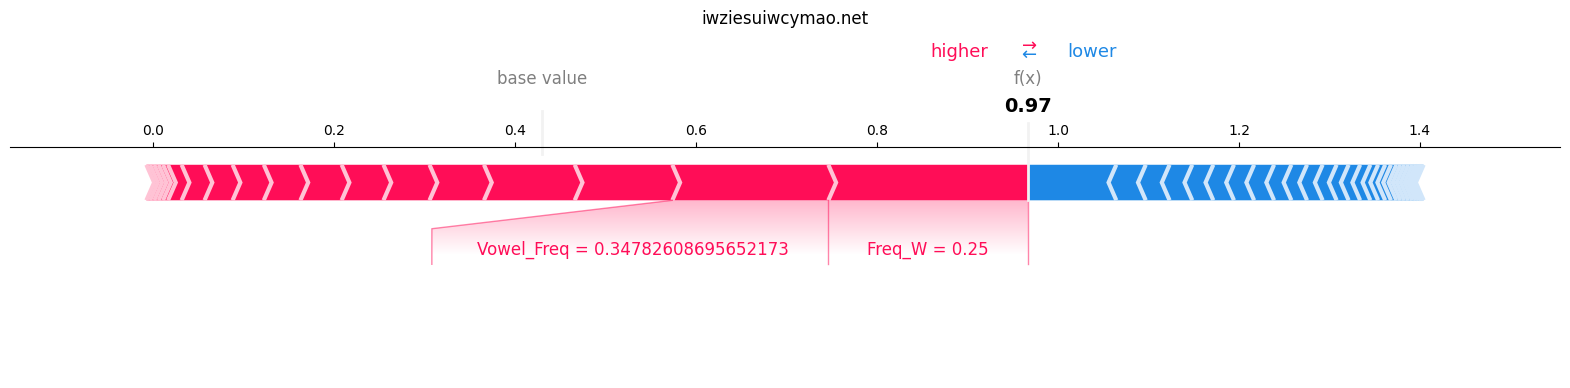 iwziesuiwcymao.net
higher ⇄ lower
base value f(x)
0.97
0.0 0.2 0.4 0.6 0.8 1.0 1.2 1.4
Vowel_Freq = 0.34782608695652173 Freq_W = 0.25